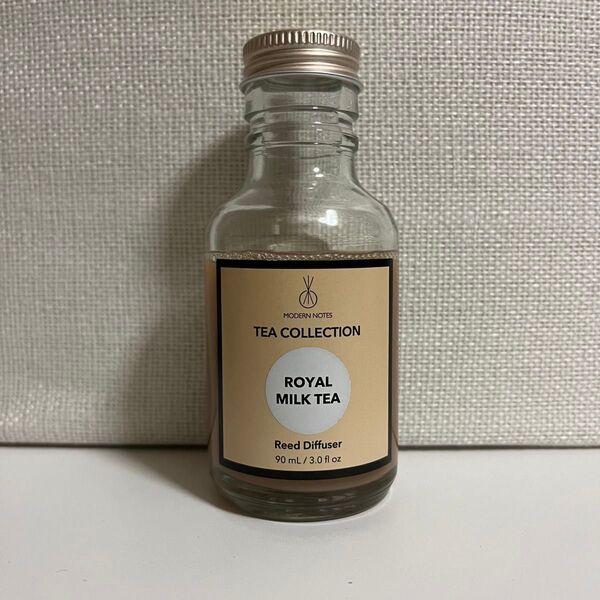 MODERN NOTES
TEA COLLECTION
ROYAL
MILK TEA
Reed Diffuser
90 mL / 3.0 fl oz